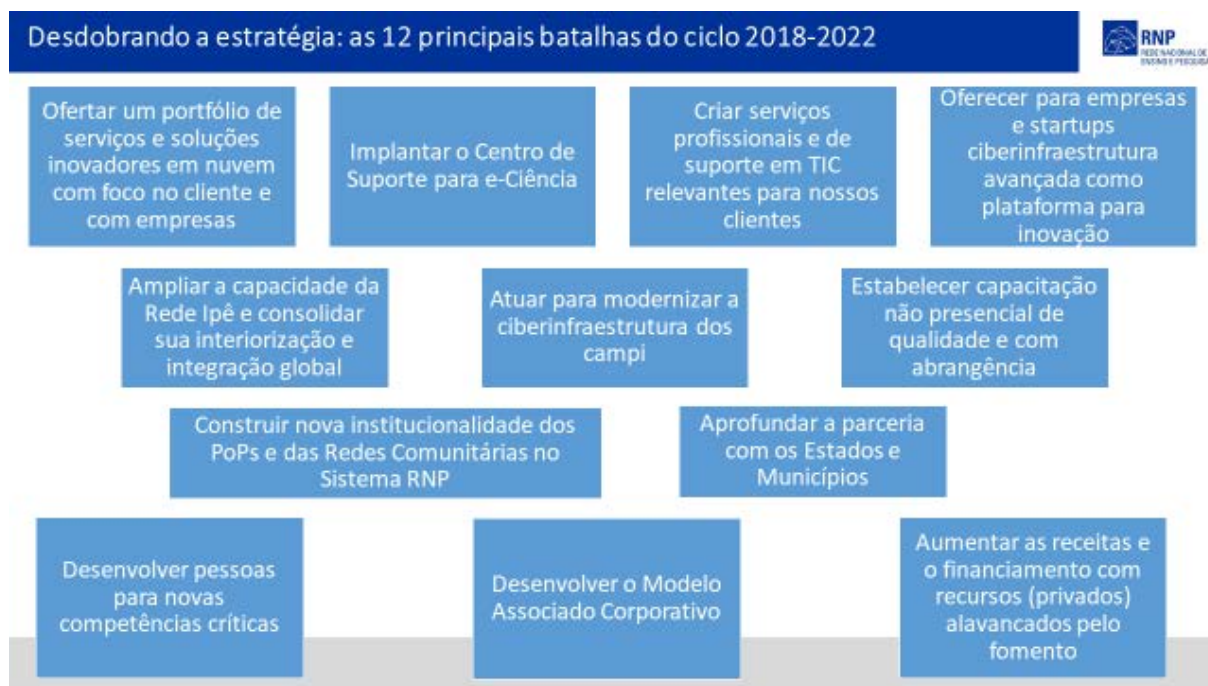 Desdobrando a estratégia: as 12 principais batalhas do ciclo 2018-2022
RNP
REDE NACIONAL DE
ENSINO E PESQUISA
Ofertar um portfólio de
serviços e soluções
inovadores em nuvem
com foco no cliente e
com empresas
Implantar o Centro de
Suporte para e-Ciência
Criar serviços
profissionais e de
suporte em TIC
relevantes para nossos
clientes
Oferecer para empresas
e startups
ciberinfraestrutura
avançada como
plataforma para
inovação
Ampliar a capacidade da
Rede Ipê e consolidar
sua interiorização e
integração global
Atuar para modernizar a
ciberinfraestrutura dos
campi
Estabelecer capacitação
não presencial de
qualidade e com
abrangência
Construir nova institucionalidade dos
PoPs e das Redes Comunitárias no
Sistema RNP
Aprofundar a parceria
com os Estados e
Municípios
Desenvolver pessoas
para novas
competências críticas
Desenvolver o Modelo
Associado Corporativo
Aumentar as receitas e
o financiamento com
recursos (privados)
alavancados pelo
fomento